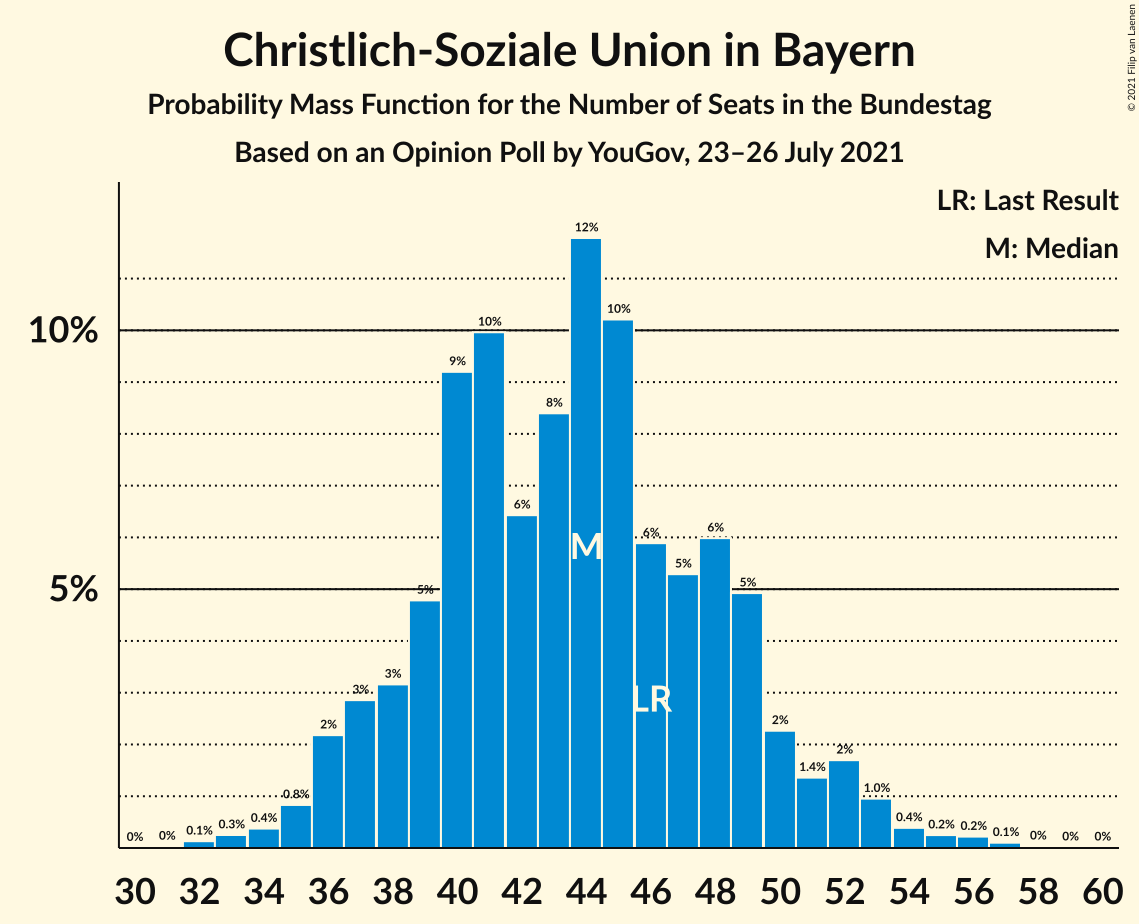 Christlich-Soziale Union in Bayern
Probability Mass Function for the Number of Seats in the Bundestag
Based on an Opinion Poll by YouGov, 23–26 July 2021
© 2021 Filip van Laenen
LR: Last Result
M: Median
10%
5%
0% 0% 0.1% 0.3% 0.4% 0.8% 2% 3% 3% 5% 9% 10% 6% 8% 12% 10% 6% 5% 6% 5% 2% 1.4% 2% 1.0% 0.4% 0.2% 0.2% 0.1% 0% 0% 0%
M
LR
30 32 34 36 38 40 42 44 46 48 50 52 54 56 58 60